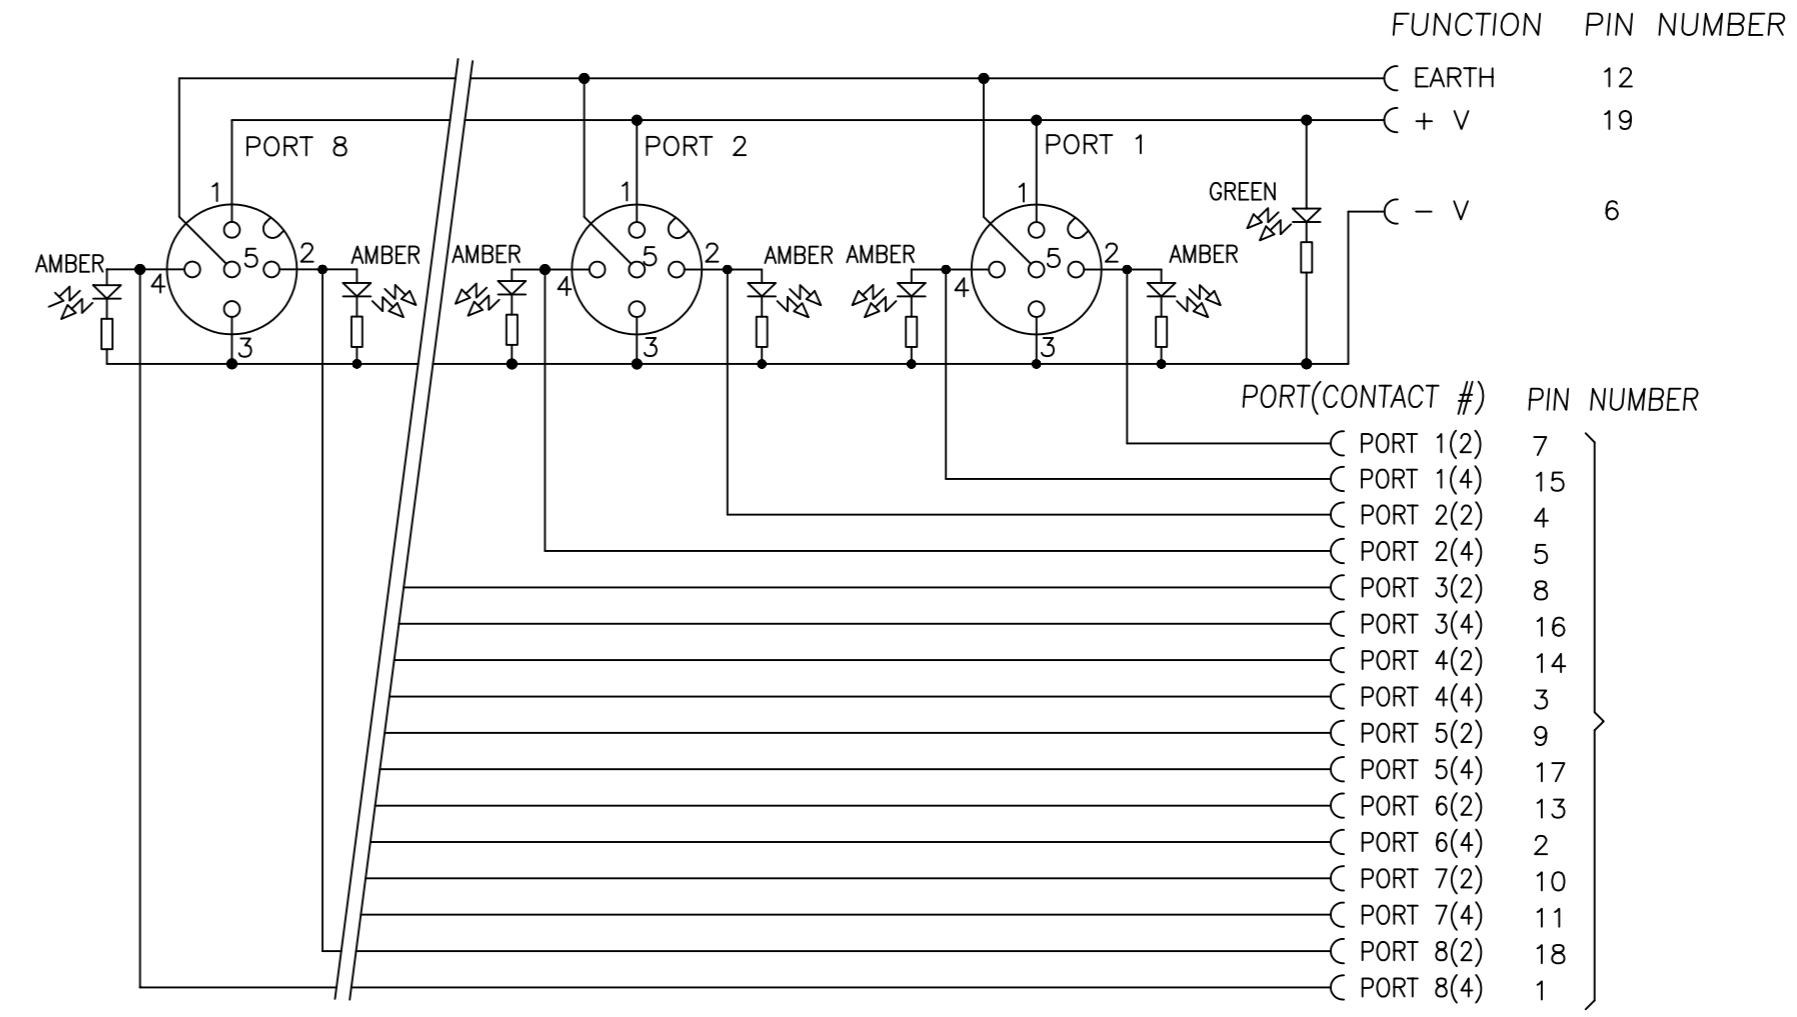 FUNCTION PIN NUMBER
EARTH 12
+ V 19
PORT 8 PORT 2 PORT 1
1 1 1 GREEN
- V 6
AMBER 4 5 2 AMBER AMBER 4 5 2 AMBER AMBER 4 5 2 AMBER
3 3 3
PORT(CONTACT #) PIN NUMBER
PORT 1(2) 7
PORT 1(4) 15
PORT 2(2) 4
PORT 2(4) 5
PORT 3(2) 8
PORT 3(4) 16
PORT 4(2) 14
PORT 4(4) 3
PORT 5(2) 9
PORT 5(4) 17
PORT 6(2) 13
PORT 6(4) 2
PORT 7(2) 10
PORT 7(4) 11
PORT 8(2) 18
PORT 8(4) 1